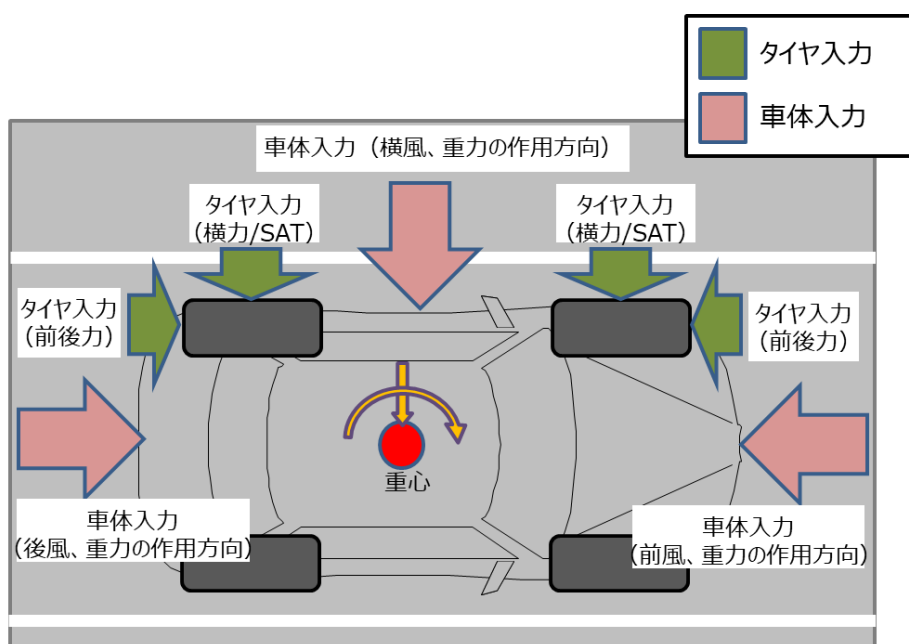 タイヤ入力
車体入力
車体入力（横風、重力の作用方向）
タイヤ入力
（横力/SAT）
タイヤ入力
（横力/SAT）
タイヤ入力
（前後力）
タイヤ入力
（前後力）
重心
車体入力
（後風、重力の作用方向）
車体入力
（前風、重力の作用方向）